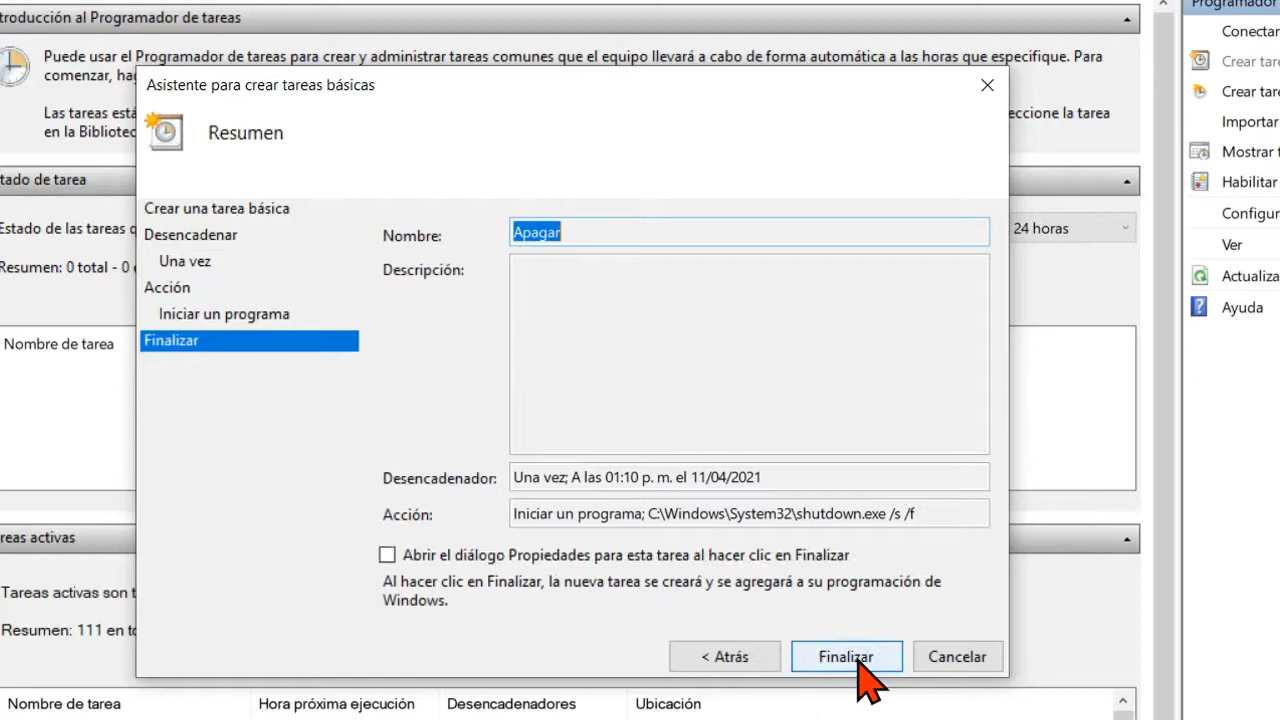 troducción al Programador de tareas
Puede usar el Programador de tareas para crear y administrar tareas comunes que el equipo llevará a cabo de forma automática a las horas que especifique. Para
comenzar, ha
Las tareas está
eccione la tarea
en la Bibliotec
Asistente para crear tareas básicas
Resumen
Crear una tarea básica
Desencadenar
Una vez
Acción
Iniciar un programa
Finalizar
Nombre: Apagar
Descripción:
Desencadenador: Una vez; A las 01:10 p. m. el 11/04/2021
Acción: Iniciar un programa; C:\Windows\System32\shutdown.exe /s /f
Abrir el diálogo Propiedades para esta tarea al hacer clic en Finalizar
Al hacer clic en Finalizar, la nueva tarea se creará y se agregará a su programación de
Windows.
< Atrás Finalizar Cancelar
tado de tarea
Estado de las tareas q
24 horas
Resumen: 0 total - 0 e
Nombre de tarea
reas activas
Tareas activas son t
Resumen: 111 en to
Nombre de tarea Hora próxima ejecución Desencadenadores Ubicación
Programador
Conectar
Crear tare
Crear tare
Importar
Mostrar t
Habilitar
Configur
Ver
Actualiza
Ayuda